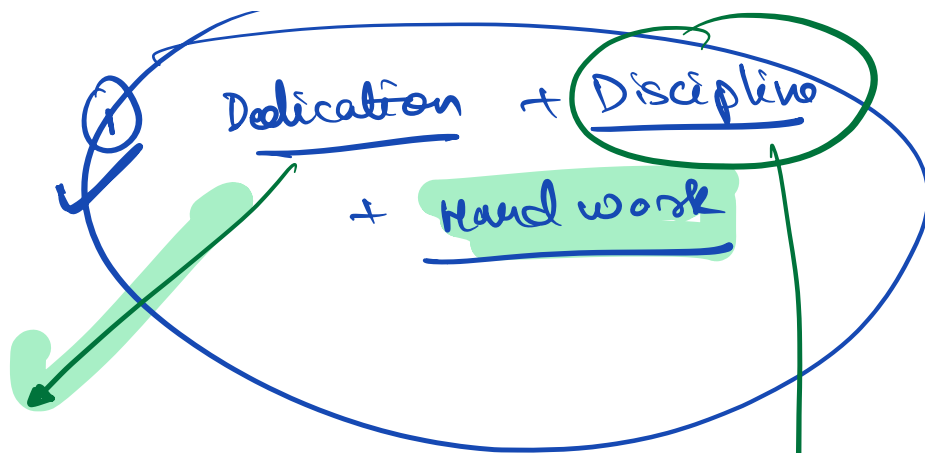 ① Dedication + Discipline
+ Hard work